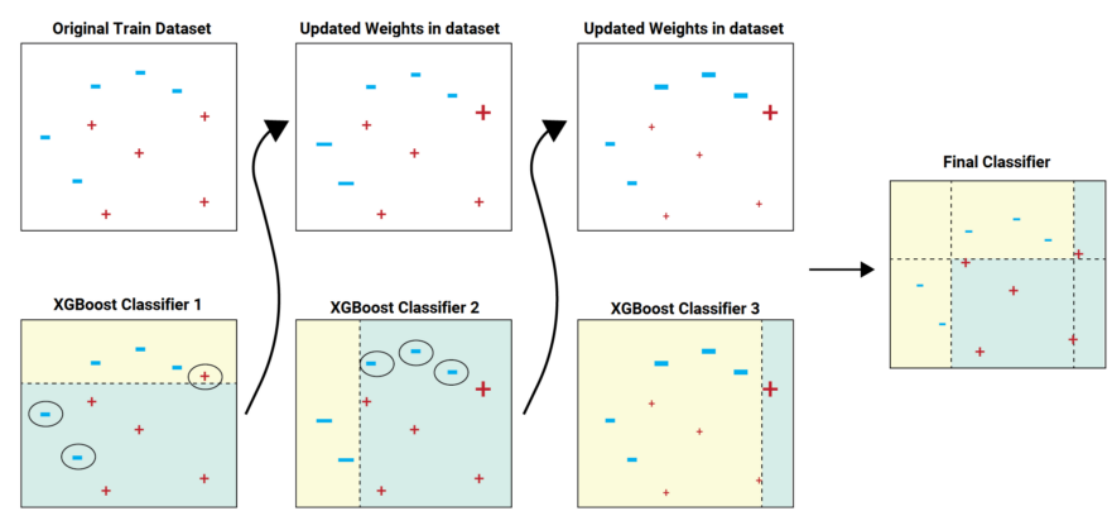 Original Train Dataset
Updated Weights in dataset
Updated Weights in dataset
Final Classifier
XGBoost Classifier 1
XGBoost Classifier 2
XGBoost Classifier 3